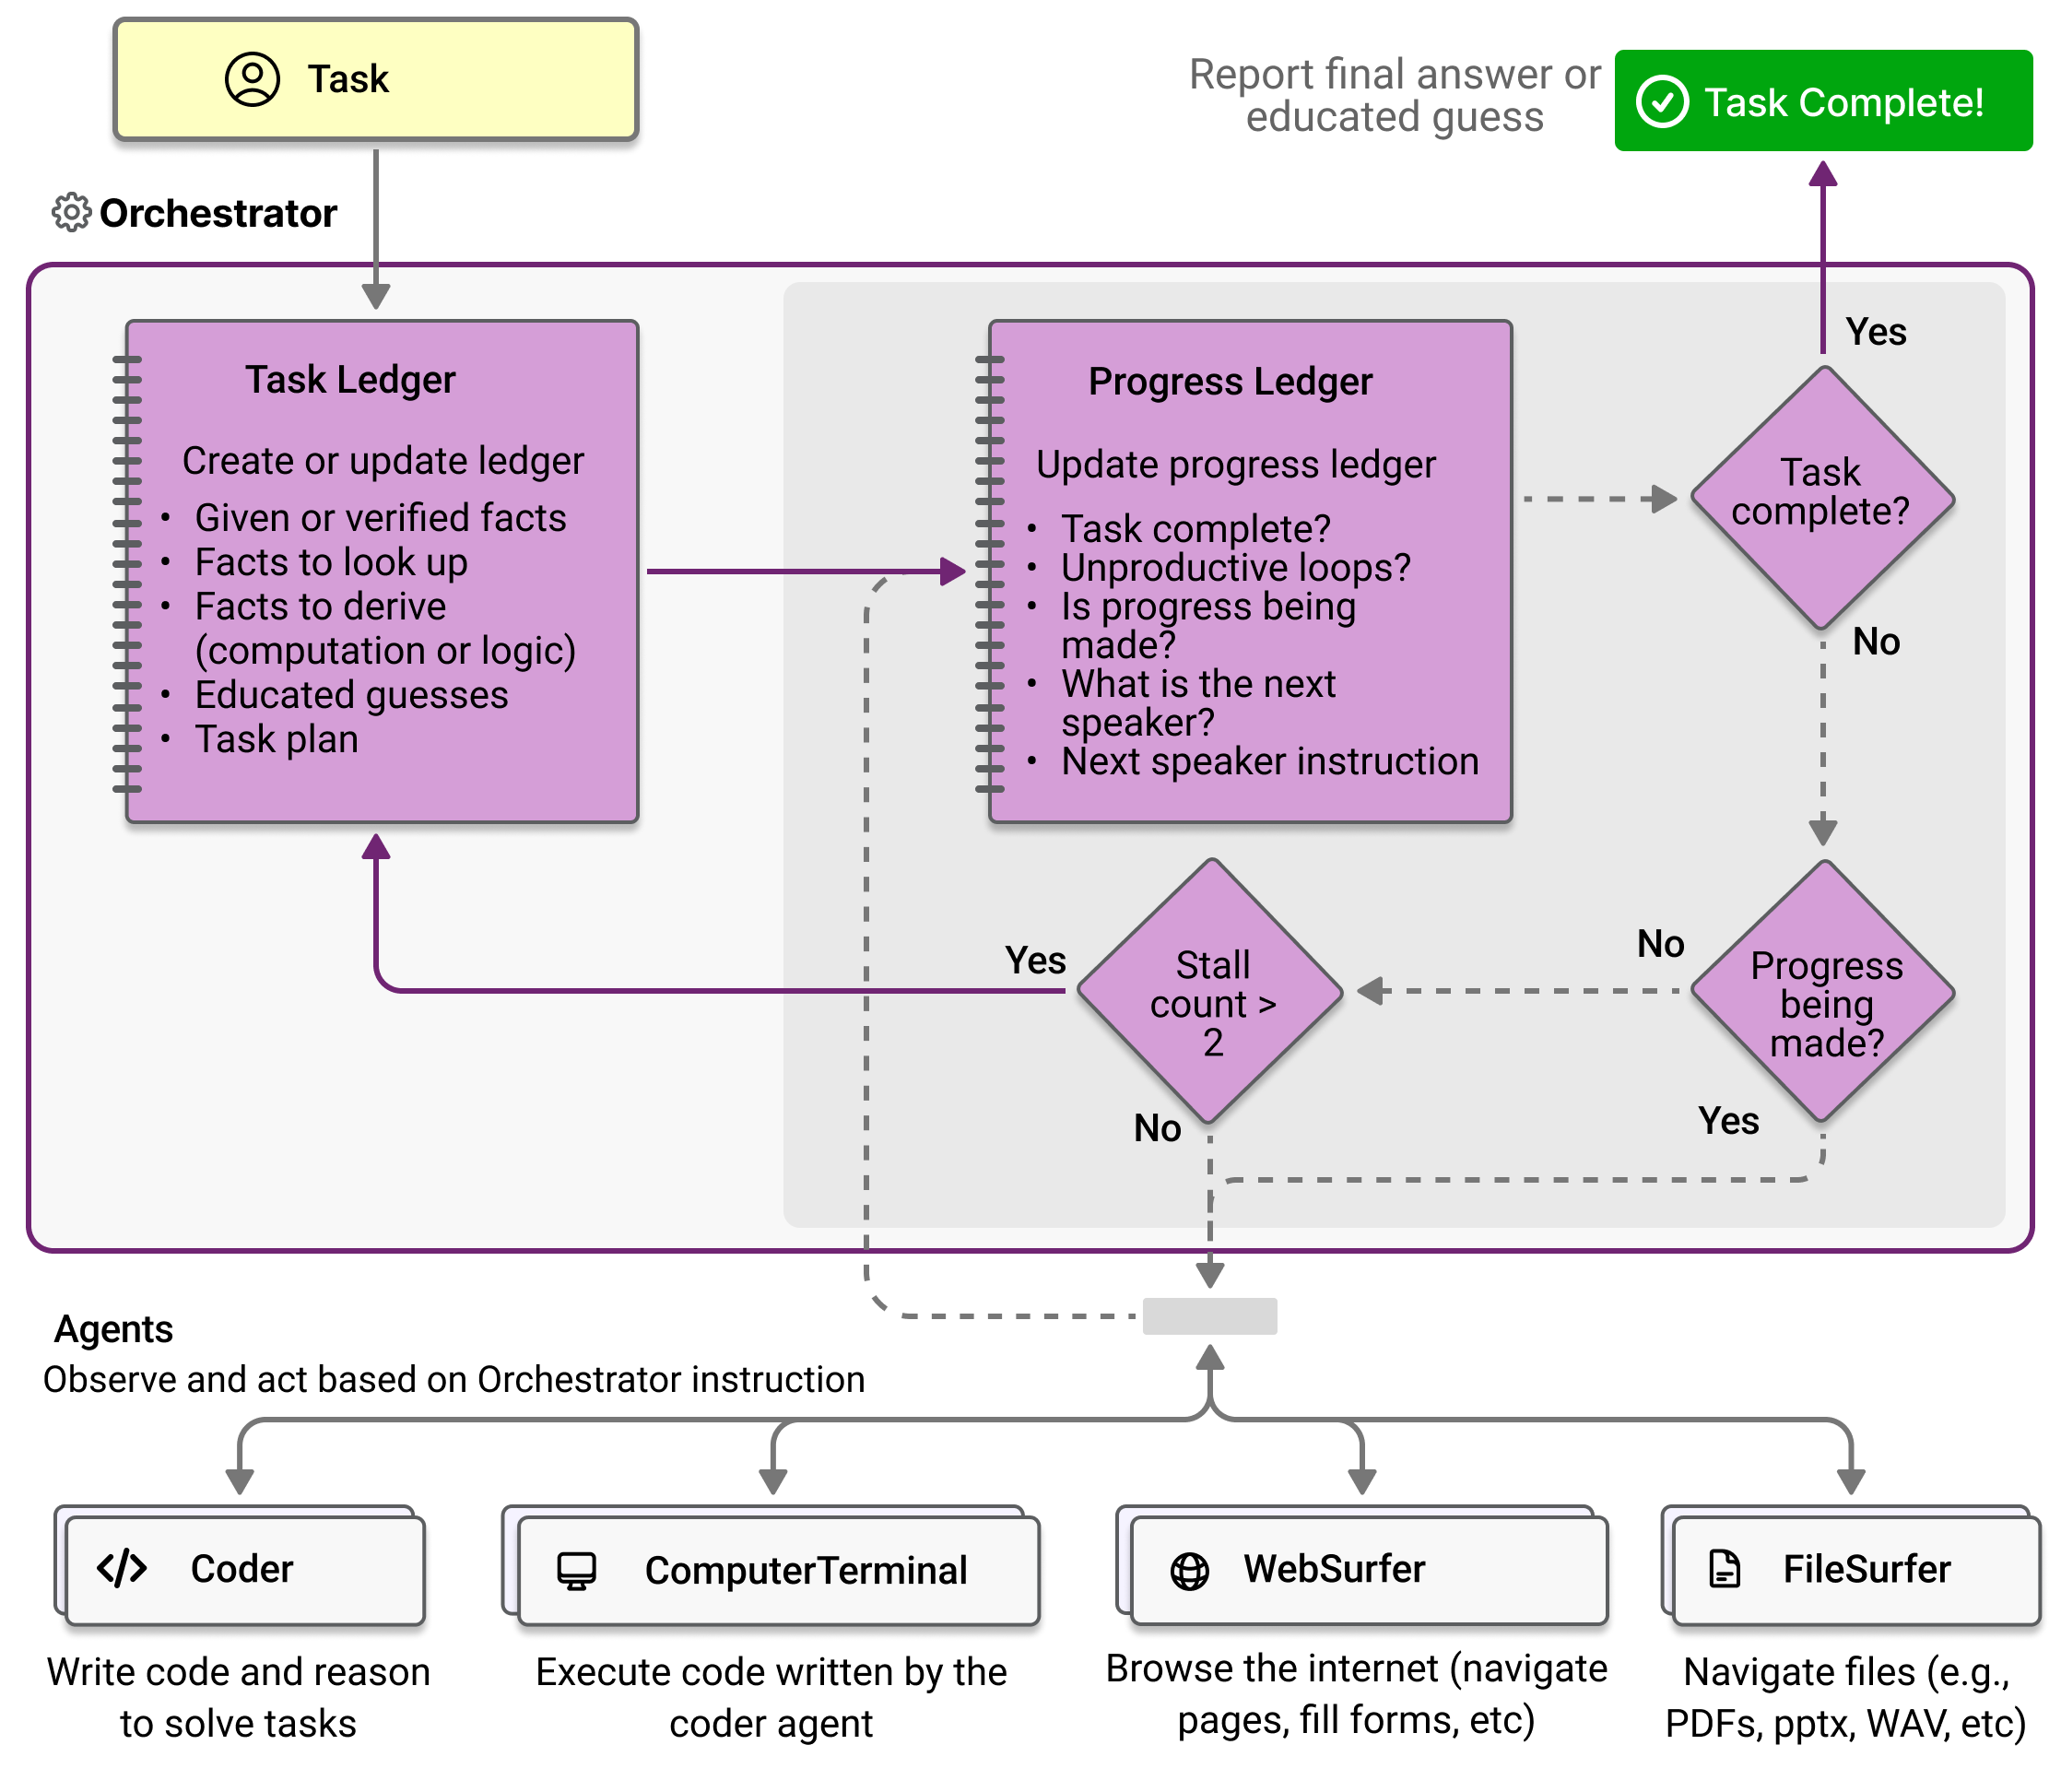 Task
Report final answer or
educated guess
Task Complete!
Orchestrator
Task Ledger
Create or update ledger
• Given or verified facts
• Facts to look up
• Facts to derive
(computation or logic)
• Educated guesses
• Task plan
Progress Ledger
Update progress ledger
• Task complete?
• Unproductive loops?
• Is progress being
made?
• What is the next
speaker?
• Next speaker instruction
Yes
Task
complete?
No
Progress
being
made?
No
Yes
Stall
count >
2
Yes
No
Agents
Observe and act based on Orchestrator instruction
Coder
Write code and reason
to solve tasks
ComputerTerminal
Execute code written by the
coder agent
WebSurfer
Browse the internet (navigate
pages, fill forms, etc)
FileSurfer
Navigate files (e.g.,
PDFs, pptx, WAV, etc)